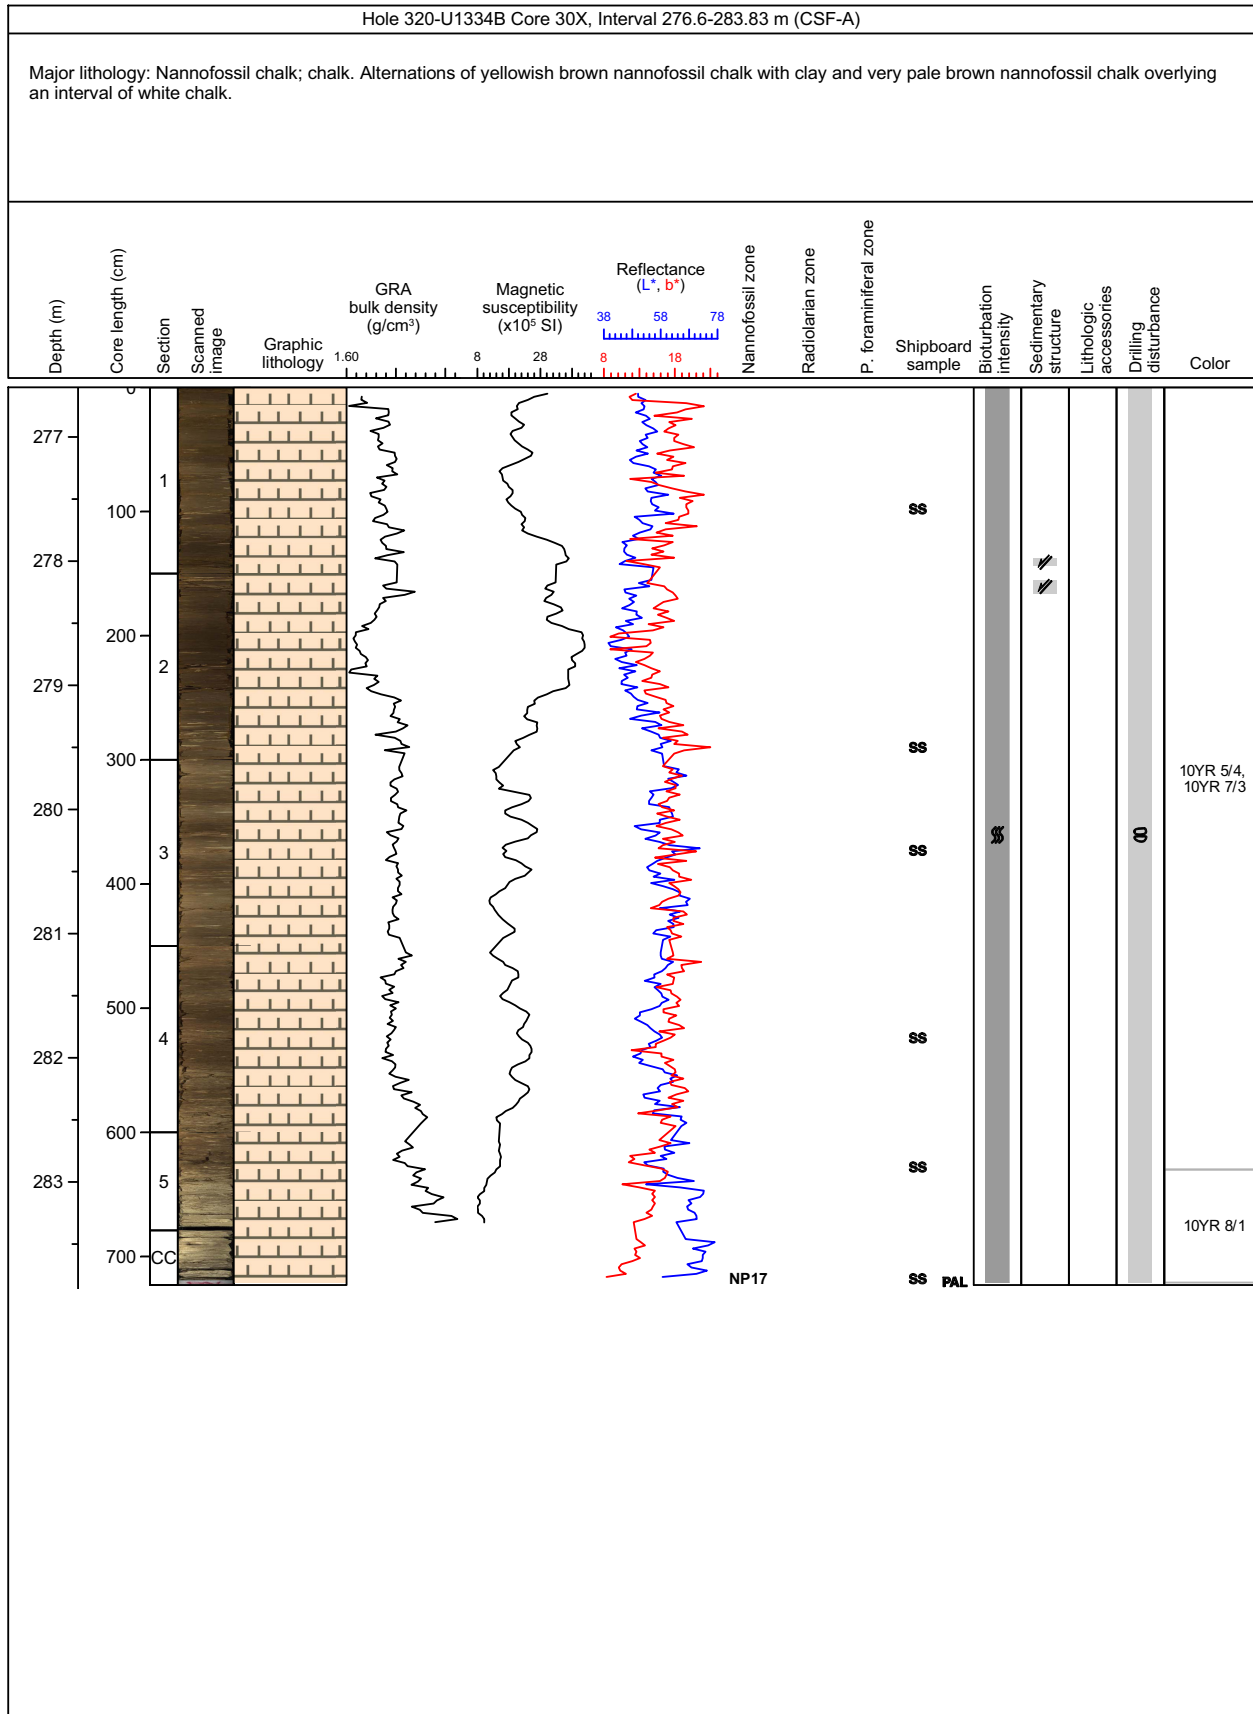 Hole 320-U1334B Core 30X, Interval 276.6-283.83 m (CSF-A)
Major lithology: Nannofossil chalk; chalk. Alternations of yellowish brown nannofossil chalk with clay and very pale brown nannofossil chalk overlying
an interval of white chalk.
Depth (m)
Core length (cm)
Section
Scanned
image
Graphic
lithology
GRA
bulk density
(g/cm³)
1.60
Magnetic
susceptibility
(x10⁵ SI)
8 28
Reflectance
(L*, b*)
38 58 78
8 18
Nannofossil zone
Radiolarian zone
P. foraminiferal zone
Shipboard
sample
Bioturbation
intensity
Sedimentary
structure
Lithologic
accessories
Drilling
disturbance
Color
0
277
1
100
SS
278
200
2
279
SS
300
10YR 5/4,
10YR 7/3
280
3
SS
400
281
500
4
SS
282
600
SS
283
5
10YR 8/1
700
CC
NP17
SS
PAL